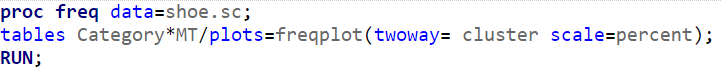 proc freq data=shoe.sc;
tables Category*MT/plots=freqplot(twoway= cluster scale=percent);
RUN;